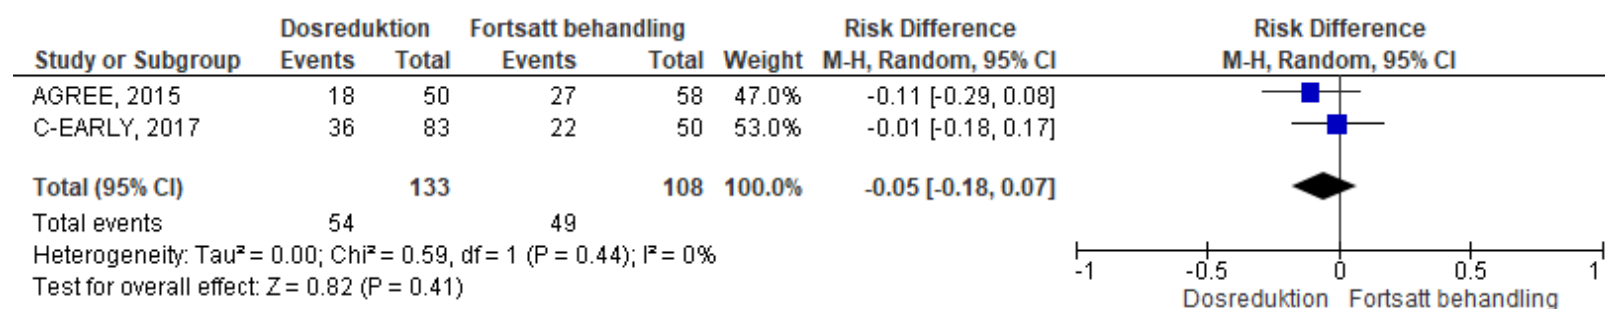 Dosreduktion Fortsatt behandling Risk Difference Risk Difference
Study or Subgroup Events Total Events Total Weight M-H, Random, 95% CI M-H, Random, 95% CI
AGREE, 2015 18 50 27 58 47.0% -0.11 [-0.29, 0.08]
C-EARLY, 2017 36 83 22 50 53.0% -0.01 [-0.18, 0.17]
Total (95% CI) 133 108 100.0% -0.05 [-0.18, 0.07]
Total events 54 49
Heterogeneity: Tau² = 0.00; Chi² = 0.59, df = 1 (P = 0.44); I² = 0%
Test for overall effect: Z = 0.82 (P = 0.41)
-1 -0.5 0 0.5 1
Dosreduktion Fortsatt behandling